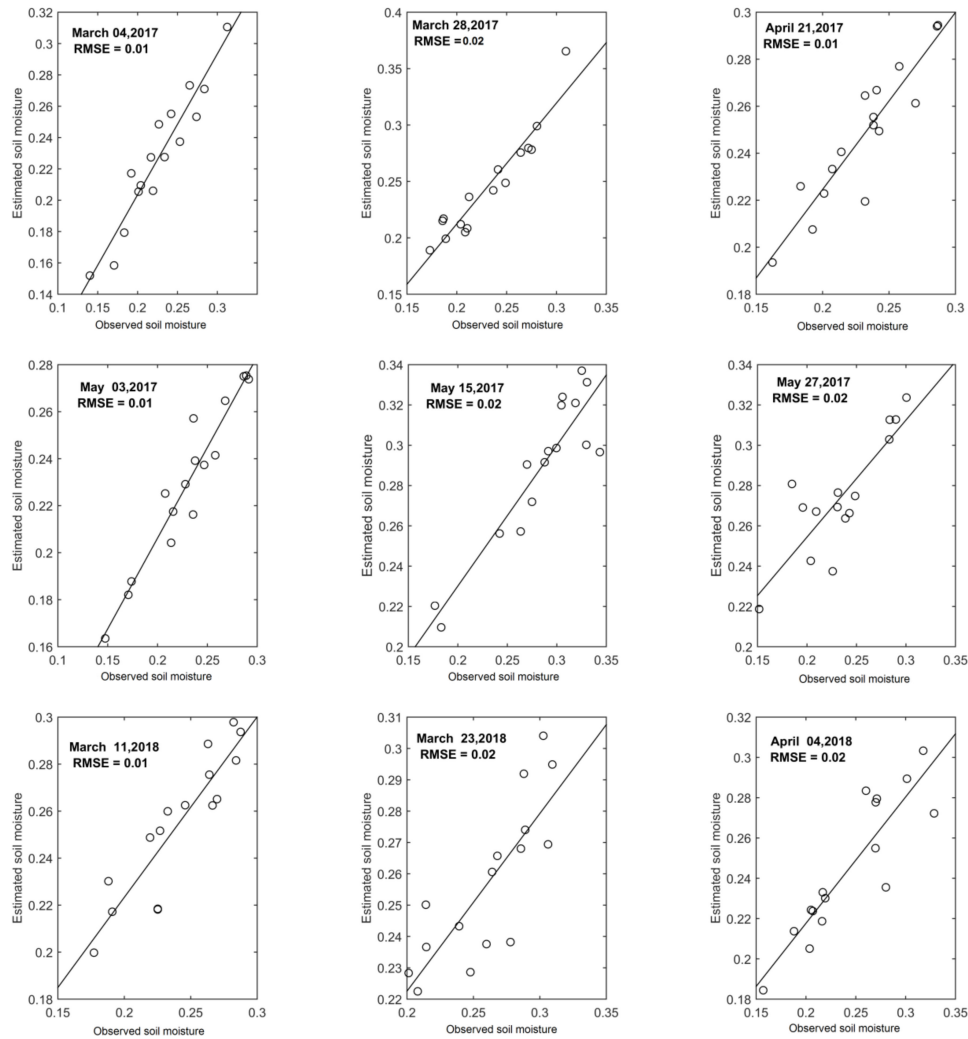 March 04,2017
RMSE = 0.01
0.32
0.28
0.24
0.2
0.16
0.14
Estimated soil moisture
0.1 0.15 0.2 0.25 0.3
Observed soil moisture
March 28,2017
RMSE =0.02
0.4
0.35
0.3
0.25
0.2
0.15
Estimated soil moisture
0.15 0.2 0.25 0.3 0.35
Observed soil moisture
April 21,2017
RMSE = 0.01
0.3
0.28
0.26
0.24
0.22
0.2
0.18
Estimated soil moisture
0.15 0.2 0.25 0.3
Observed soil moisture
May 03,2017
RMSE = 0.01
0.28
0.26
0.24
0.22
0.2
0.18
0.16
Estimated soil moisture
0.1 0.15 0.2 0.25 0.3
Observed soil moisture
May 15,2017
RMSE = 0.02
0.34
0.32
0.3
0.28
0.26
0.24
0.22
0.2
Estimated soil moisture
0.15 0.2 0.25 0.3 0.35
Observed soil moisture
May 27,2017
RMSE = 0.02
0.34
0.32
0.3
0.28
0.26
0.24
0.22
0.2
Estimated soil moisture
0.15 0.2 0.25 0.3 0.35
Observed soil moisture
March 11,2018
RMSE = 0.01
0.3
0.28
0.26
0.24
0.22
0.2
0.18
Estimated soil moisture
0.15 0.2 0.25 0.3
Observed soil moisture
March 23,2018
RMSE = 0.02
0.31
0.3
0.29
0.28
0.27
0.26
0.25
0.24
0.23
0.22
Estimated soil moisture
0.2 0.25 0.3 0.35
Observed soil moisture
April 04,2018
RMSE = 0.02
0.32
0.3
0.28
0.26
0.24
0.22
0.2
0.18
Estimated soil moisture
0.15 0.2 0.25 0.3 0.35
Observed soil moisture